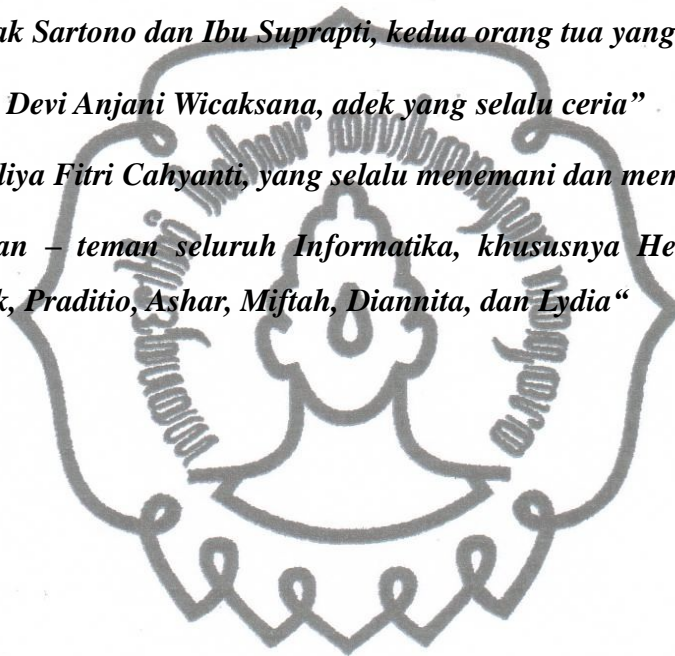 ak Sartono dan Ibu Suprapti, kedua orang tua yang
Devi Anjani Wicaksana, adek yang selalu ceria”
liya Fitri Cahyanti, yang selalu menemani dan mem
an – teman seluruh Informatika, khususnya He
k, Praditio, Ashar, Miftah, Diannita, dan Lydia“